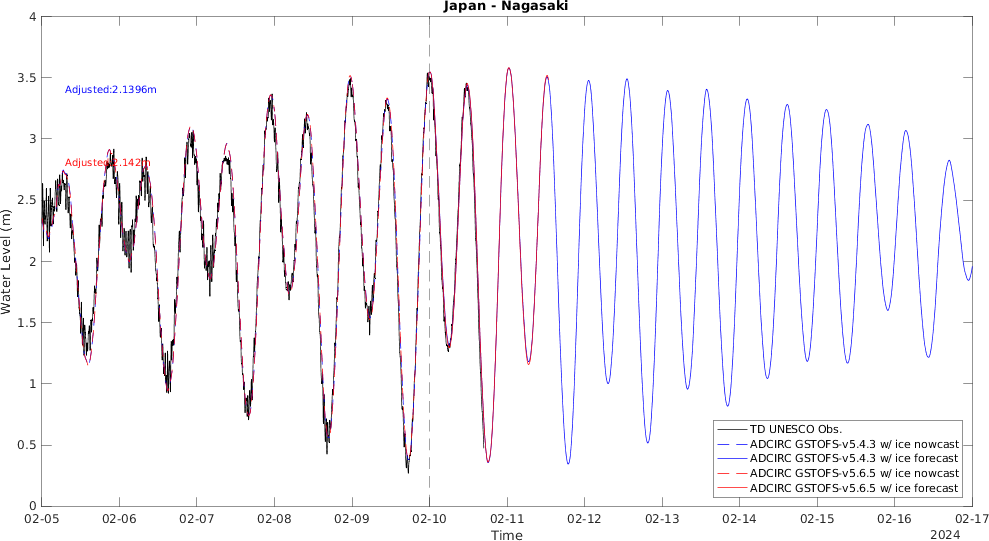 Japan - Nagasaki
4
3.5
3
2.5
2
1.5
1
0.5
0
Water Level (m)
Adjusted:2.1396m
Adjusted:2.142m
02-05
02-06
02-07
02-08
02-09
02-10
02-11
02-12
02-13
02-14
02-15
02-16
02-17
Time
2024
TD UNESCO Obs.
ADCIRC GSTOFS-v5.4.3 w/ ice nowcast
ADCIRC GSTOFS-v5.4.3 w/ ice forecast
ADCIRC GSTOFS-v5.6.5 w/ ice nowcast
ADCIRC GSTOFS-v5.6.5 w/ ice forecast